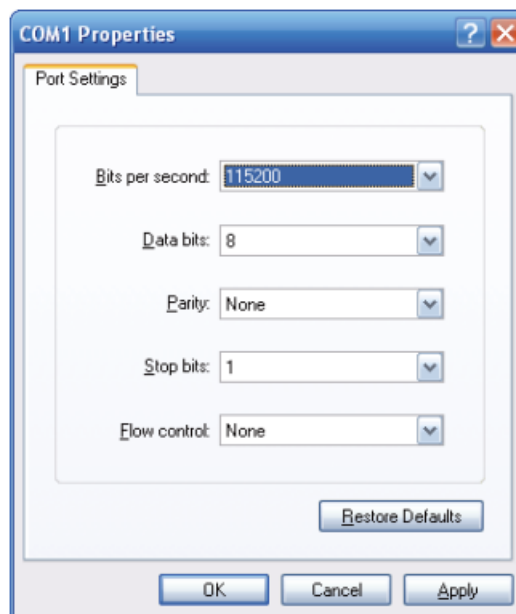 COM1 Properties
Port Settings
Bits per second: 115200
Data bits: 8
Parity: None
Stop bits: 1
Flow control: None
Restore Defaults
OK Cancel Apply